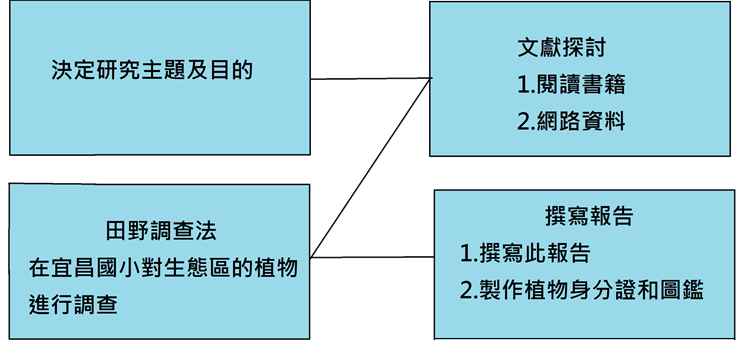 決定研究主題及目的
文獻探討
1.閱讀書籍
2.網路資料
田野調查法
在宜昌國小對生態區的植物
進行調查
撰寫報告
1.撰寫此報告
2.製作植物身分證和圖鑑